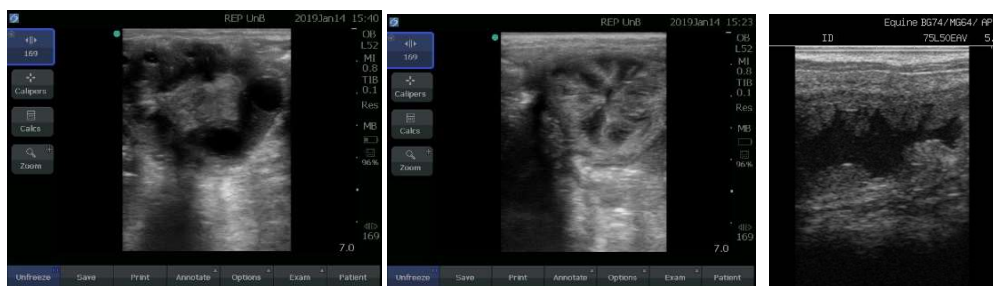 REP UnB 2019Jan14 15:40
OB
L52
169
MI
0.8
TIB
0.1
Calipers
Res
Calcs
MB
96%
Zoom
169
7.0
Unfreeze Save Print Annotate Options Exam Patient
REP UnB 2019Jan14 15:23
OB
L52
169
MI
0.8
TIB
0.1
Calipers
Res
Calcs
MB
96%
Zoom
169
7.0
Unfreeze Save Print Annotate Options Exam Patient
Equine BG74/MG64/ AP
ID 75L50EAV 5.